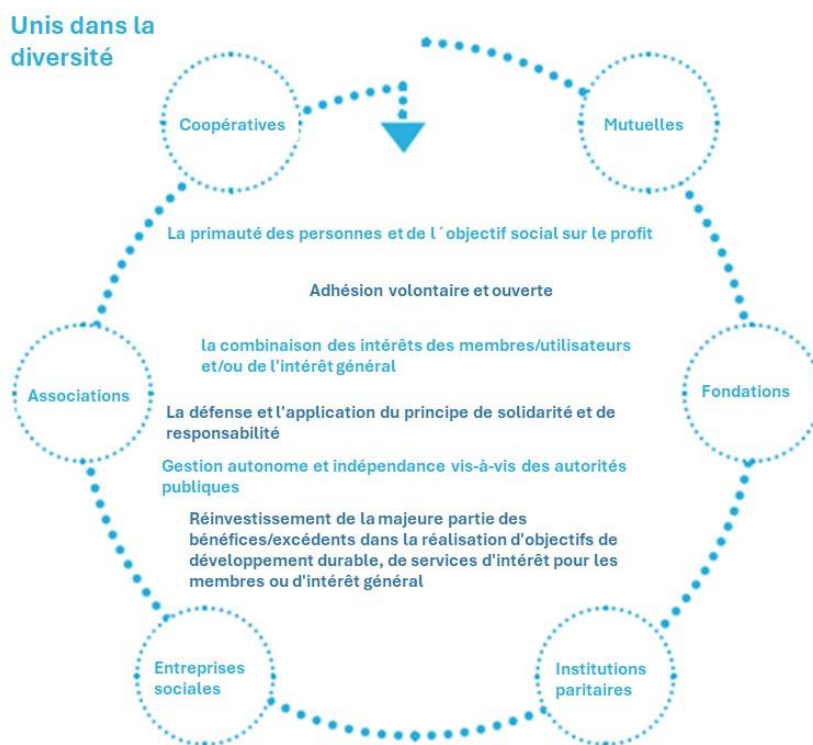 Unis dans la
diversité
Coopératives
Mutuelles
La primauté des personnes et de l´objectif social sur le profit
Adhésion volontaire et ouverte
la combinaison des intérêts des membres/utilisateurs
et/ou de l'intérêt général
Associations
Fondations
La défense et l'application du principe de solidarité et de
responsabilité
Gestion autonome et indépendance vis-à-vis des autorités
publiques
Réinvestissement de la majeure partie des
bénéfices/excédents dans la réalisation d'objectifs de
développement durable, de services d'intérêt pour les
membres ou d'intérêt général
Entreprises
sociales
Institutions
paritaires